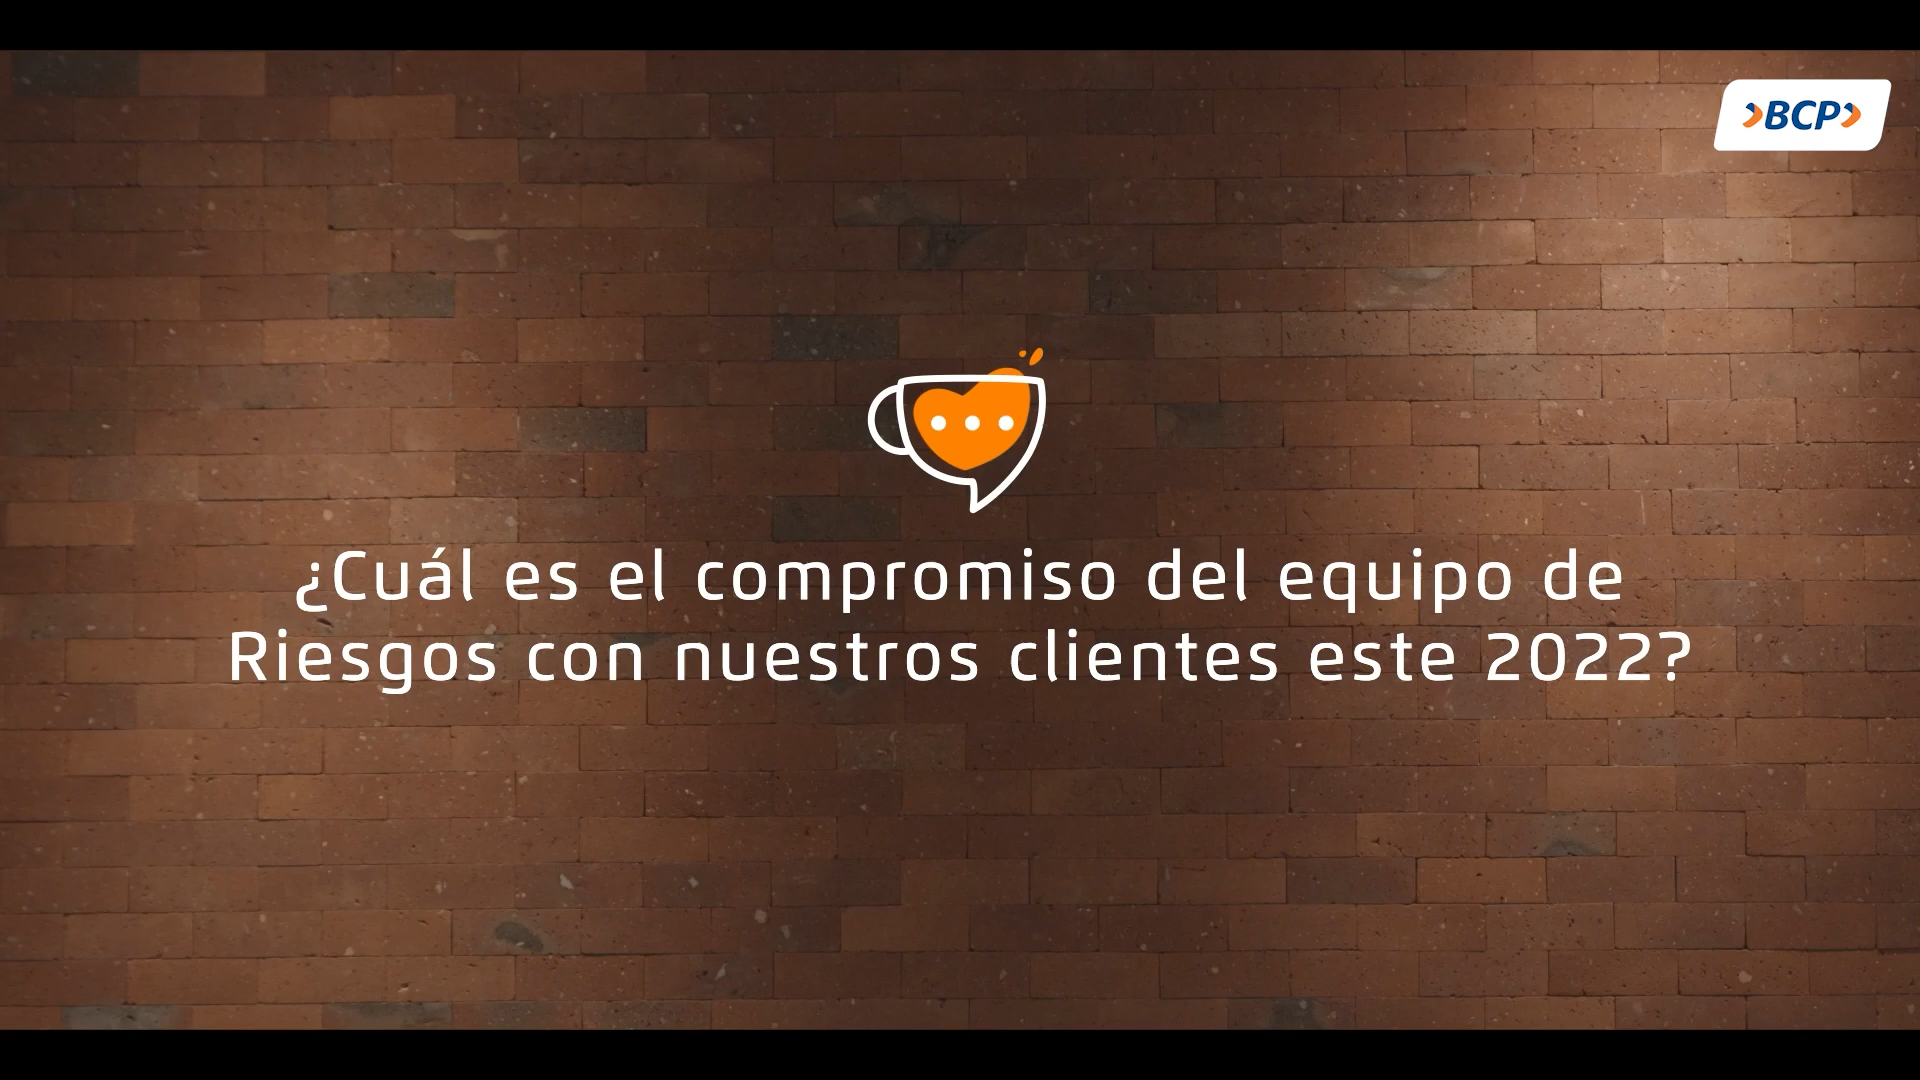 BCP
¿Cuál es el compromiso del equipo de
Riesgos con nuestros clientes este 2022?